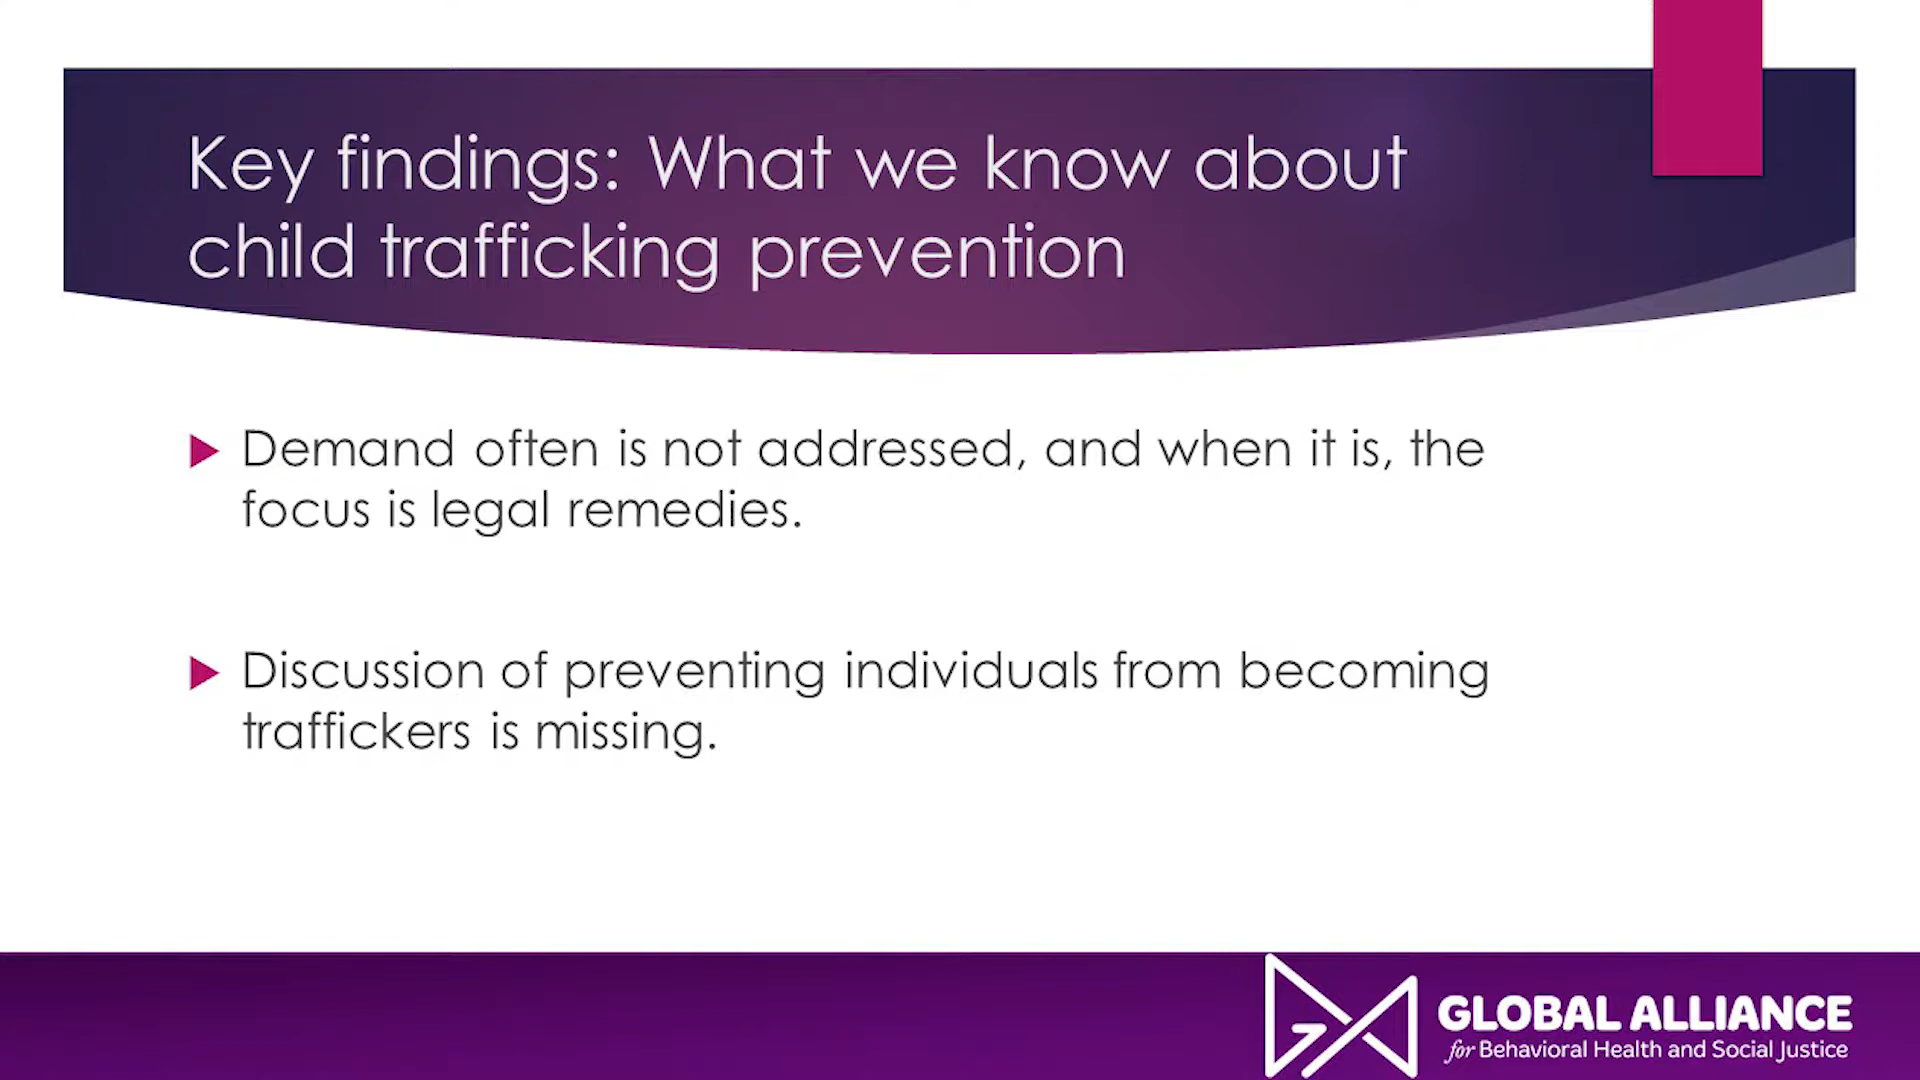 Key findings: What we know about
child trafficking prevention
Demand often is not addressed, and when it is, the
focus is legal remedies.
Discussion of preventing individuals from becoming
traffickers is missing.
GLOBAL ALLIANCE
for Behavioral Health and Social Justice